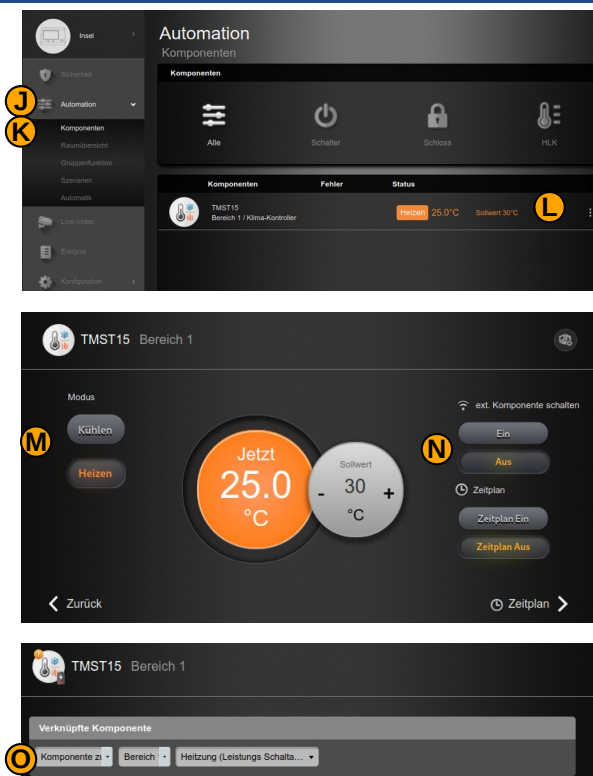 Insel
Automation
Komponenten
Sicherheit
Komponenten
J
Automation
K
Komponenten
Raumübersicht
Gruppenfunktion
Szenarien
Automatik
Live-Video
Ereignis
Konfiguration
Alle
Schalter
Schloss
HLK
Komponenten Fehler Status
TMST15
Bereich 1 / Klima-Kontroller
Heizen 25.0°C Sollwert 30°C L
TMST15 Bereich 1
Modus
M
Kühlen
Heizen
Jetzt
25.0
°C
Sollwert
- 30 +
°C
ext. Komponente schalten
N
Ein
Aus
Zeitplan
Zeitplan Ein
Zeitplan Aus
Zurück
Zeitplan
TMST15 Bereich 1
Verknüpfte Komponente
O
Komponente Bereich Heitzung (Leistungs Schalta...